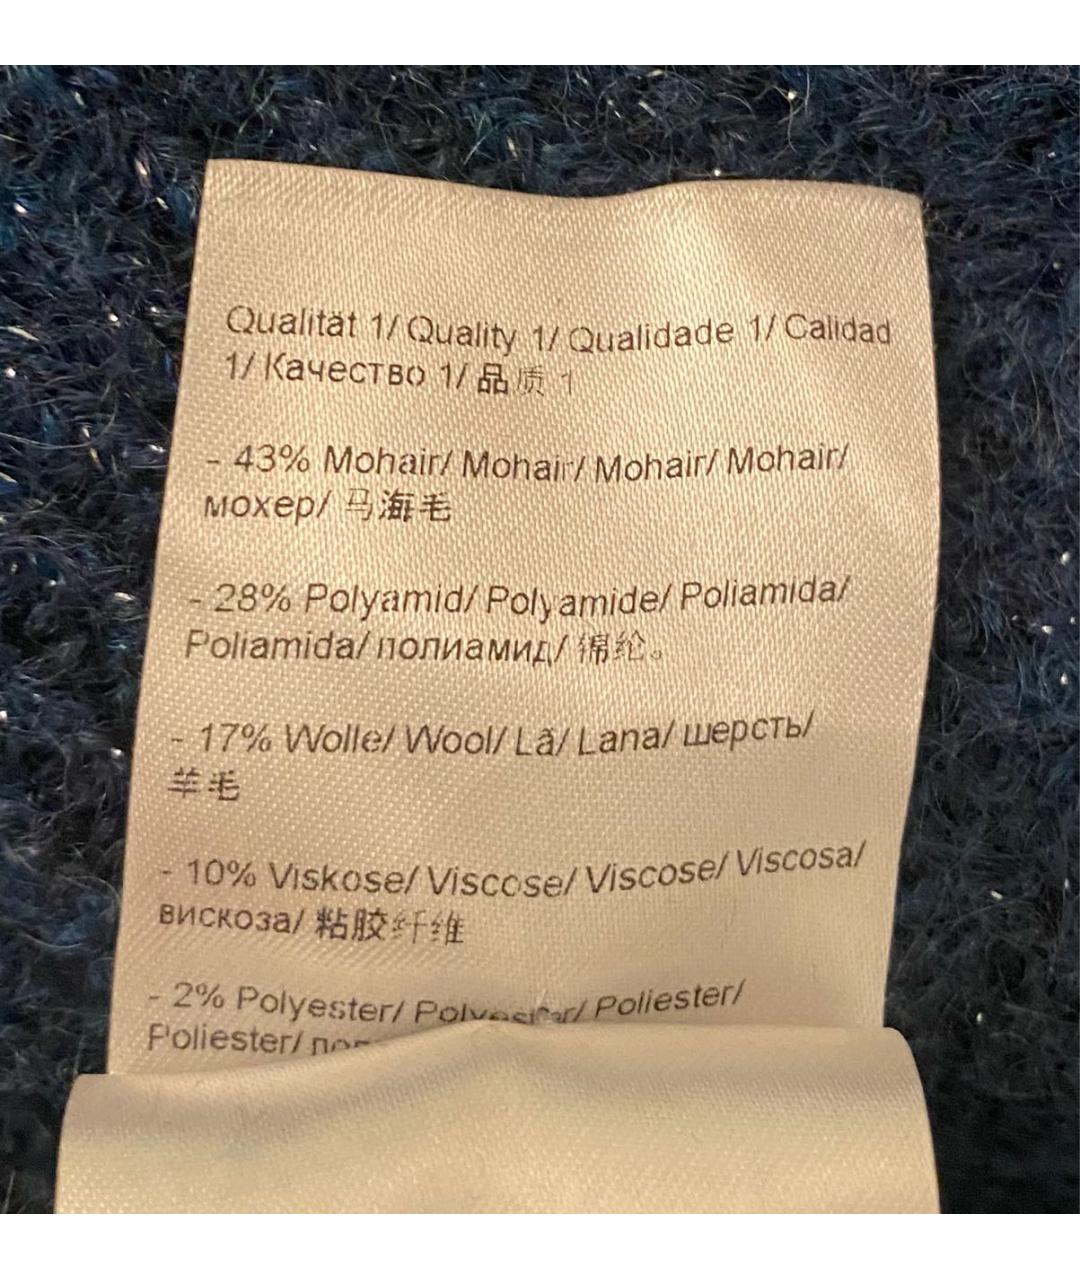 Qualität 1/ Quality 1/ Qualidade 1/ Calidad
1/ Качество 1/ 品质 1
- 43% Mohair/ Mohair/ Mohair/ Mohair/
мохер/ 马海毛
- 28% Polyamid/ Polyamide/ Poliamida/
Poliamida/ полиамид/ 锦纶。
- 17% Wolle/ Wool/ Lã/ Lana/ шерсть/
羊毛
- 10% Viskose/ Viscose/ Viscose/ Viscosa/
вискоза/ 粘胶纤维
- 2% Polyester/ Polyester/ Poliester/
Poliester/